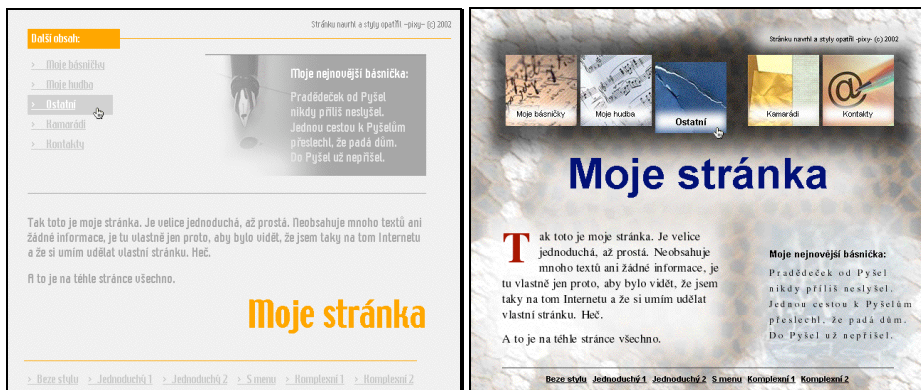 Stránku navrhl a styly opatřil -pixy- (c) 2002
Další obsah:
› Moje básničky
› Moje hudba
› Ostatní
› Kamarádi
› Kontakty
Moje nejnovější básnička:
Pradědeček od Pyšel
nikdy příliš neslyšel.
Jednou cestou k Pyšelům
přeslechl, že padá dům.
Do Pyšel už nepřišel.
Tak toto je moje stránka. Je velice jednoduchá, až prostá. Neobsahuje mnoho textů ani
žádné informace, je tu vlastně jen proto, aby bylo vidět, že jsem taky na tom Internetu
a že si umím udělat vlastní stránku. Heč.
A to je na téhle stránce všechno.
Moje stránka
› Beze stylu › Jednoduchý 1 › Jednoduchý 2 › S menu › Komplexní 1 › Komplexní 2
Stránku navrhl a styly opatřil -pixy- (c) 2002
Moje básničky Moje hudba Ostatní Kamarádi Kontakty
Moje stránka
Tak toto je moje stránka. Je velice
jednoduchá, až prostá. Neobsahuje
mnoho textů ani žádné informace, je
tu vlastně jen proto, aby bylo vidět, že jsem
taky na tom Internetu a že si umím udělat
vlastní stránku. Heč.
A to je na téhle stránce všechno.
Moje nejnovější básnička:
Pradědeček od Pyšel
nikdy příliš neslyšel.
Jednou cestou k Pyšelům
přeslechl, že padá dům.
Do Pyšel už nepřišel.
Beze stylu Jednoduchý 1 Jednoduchý 2 S menu Komplexní 1 Komplexní 2